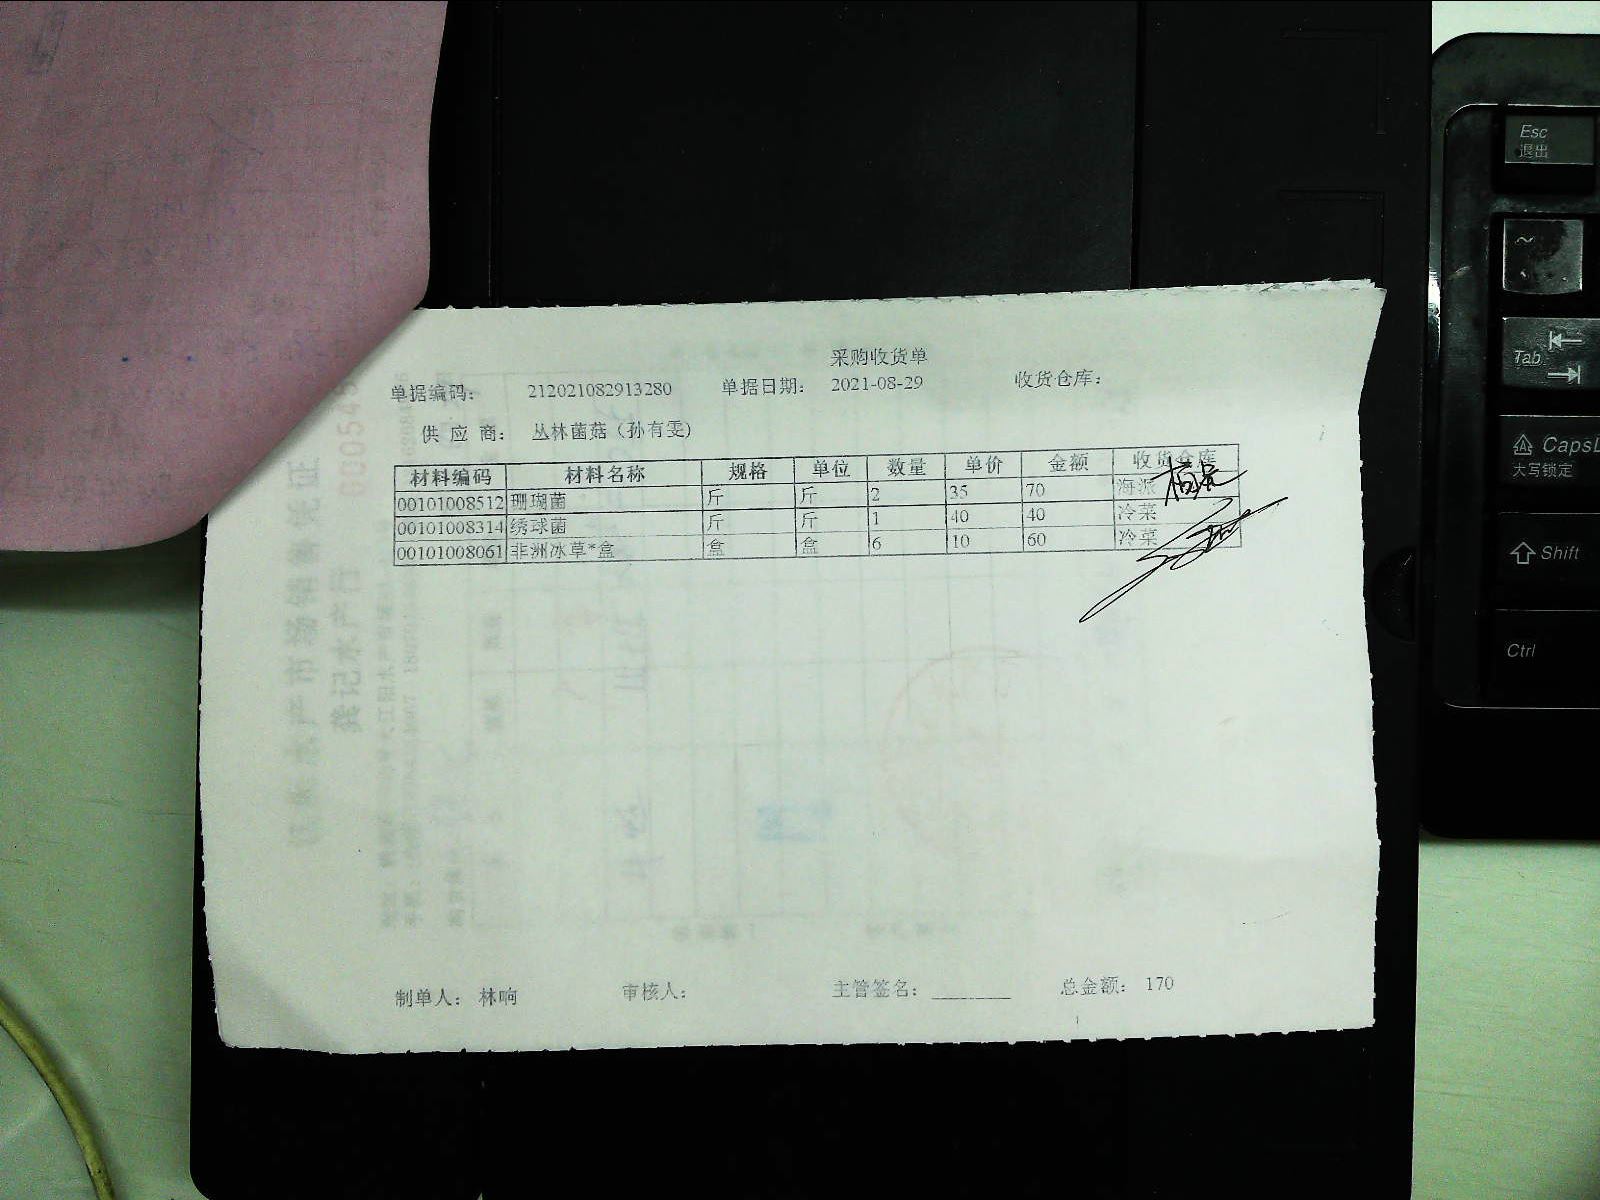 采购收货单
单据编码： 212021082913280 单据日期： 2021-08-29 收货仓库：
供 应 商： 丛林菌菇（孙有雯）
材料编码 材料名称 规格 单位 数量 单价 金额 收货仓库
00101008512 珊瑚菌 斤 斤 2 35 70 海派
00101008314 绣球菌 斤 斤 1 40 40 冷菜
00101008061 非洲冰草*盒 盒 盒 6 10 60 冷菜
制单人： 林响 审核人： 主管签名： 总金额： 170
Esc
退出
~
Tab
CapsL
大写锁定
Shift
Ctrl